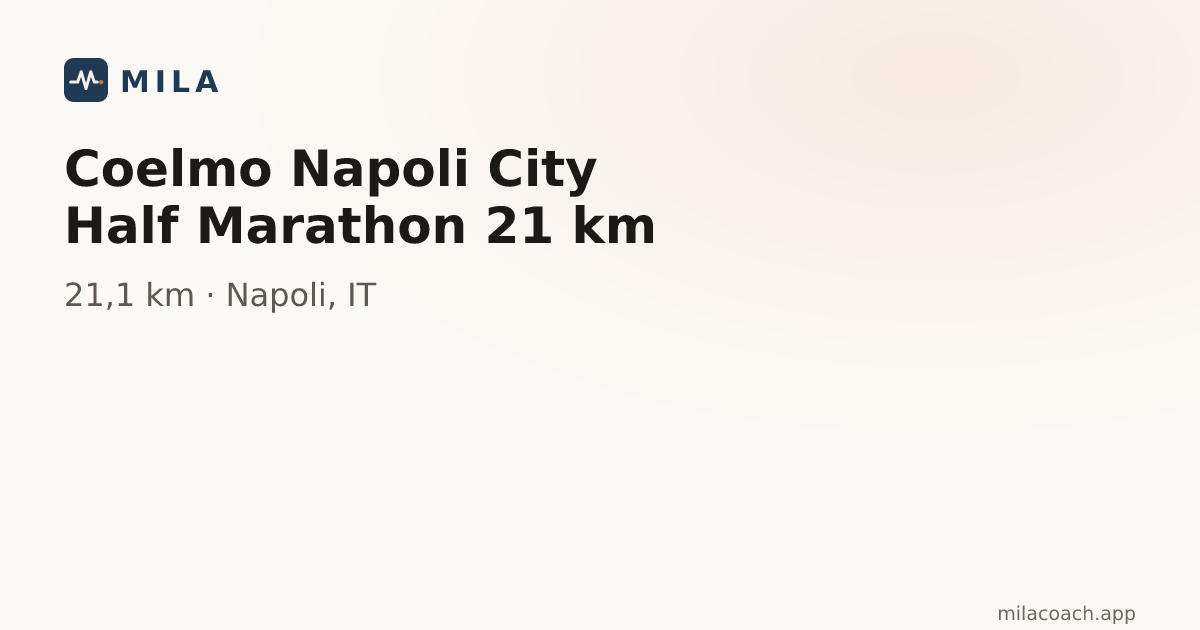 MILA
Coelmo Napoli City
Half Marathon 21 km
21,1 km · Napoli, IT
milacoach.app